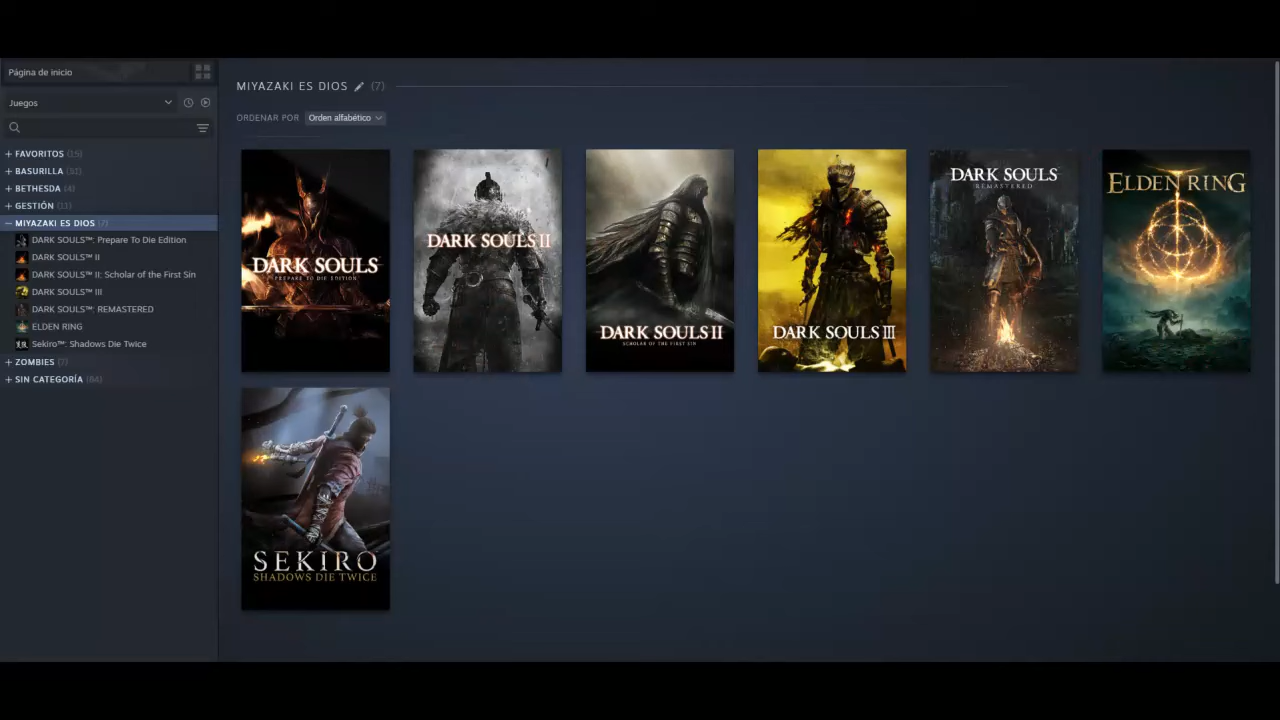 Página de inicio
Juegos
FAVORITOS (15)
BASURILLA (31)
BETHESDA (4)
GESTIÓN (11)
MIYAZAKI ES DIOS (7)
DARK SOULS™: Prepare To Die Edition
DARK SOULS™ II
DARK SOULS™ II: Scholar of the First Sin
DARK SOULS™ III
DARK SOULS™: REMASTERED
ELDEN RING
Sekiro™: Shadows Die Twice
ZOMBIES (7)
SIN CATEGORÍA (64)
MIYAZAKI ES DIOS (7)
ORDENAR POR Orden alfabético
DARK SOULS
PREPARE TO DIE EDITION
DARK SOULS II
DARK SOULS II
SCHOLAR OF THE FIRST SIN
DARK SOULS III
DARK SOULS
REMASTERED
ELDEN RING
SEKIRO
SHADOWS DIE TWICE